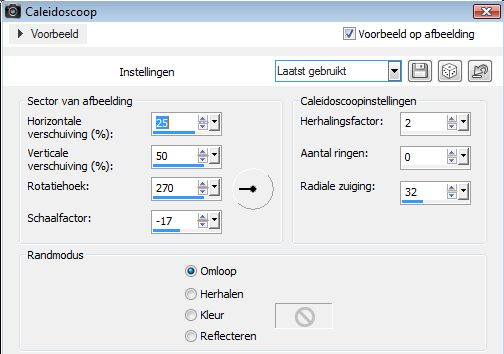 Caleidoscoop
Voorbeeld
Voorbeeld op afbeelding
Instellingen
Laatst gebruikt
Sector van afbeelding
Horizontale
verschuiving (%):
25
Verticale
verschuiving (%):
50
Rotatiehoek:
270
Schaalfactor:
-17
Caleidoscoopinstellingen
Herhalingsfactor:
2
Aantal ringen:
0
Radiale zuiging:
32
Randmodus
Omloop
Herhalen
Kleur
Reflecteren